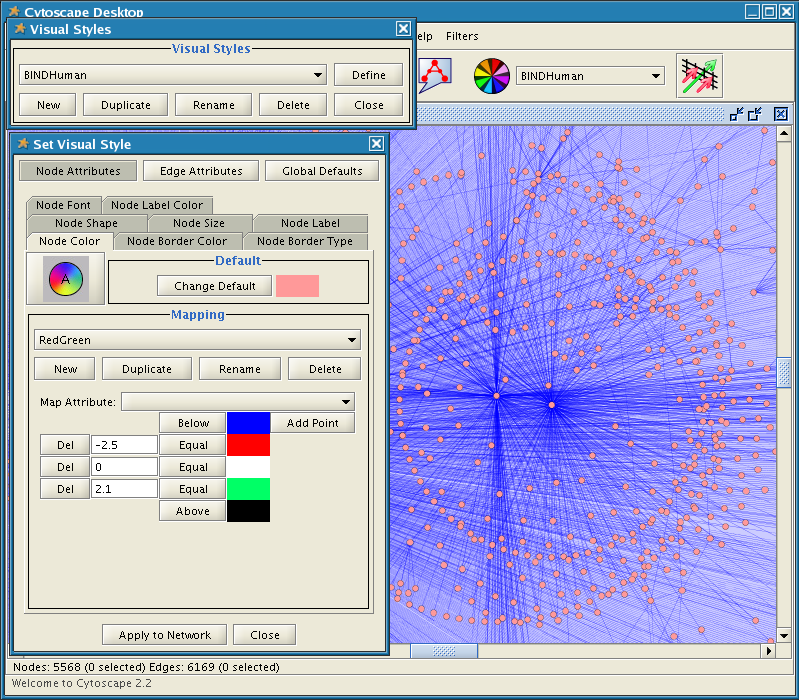 Cytoscape Desktop
Visual Styles
Visual Styles
BINDHuman
Define
New Duplicate Rename Delete Close
elp Filters
BINDHuman
Set Visual Style
Node Attributes Edge Attributes Global Defaults
Node Font Node Label Color
Node Shape Node Size Node Label
Node Color Node Border Color Node Border Type
A
Default
Change Default
Mapping
RedGreen
New Duplicate Rename Delete
Map Attribute:
Below Add Point
Del -2.5 Equal
Del 0 Equal
Del 2.1 Equal
Above
Apply to Network Close
Nodes: 5568 (0 selected) Edges: 6169 (0 selected)
Welcome to Cytoscape 2.2